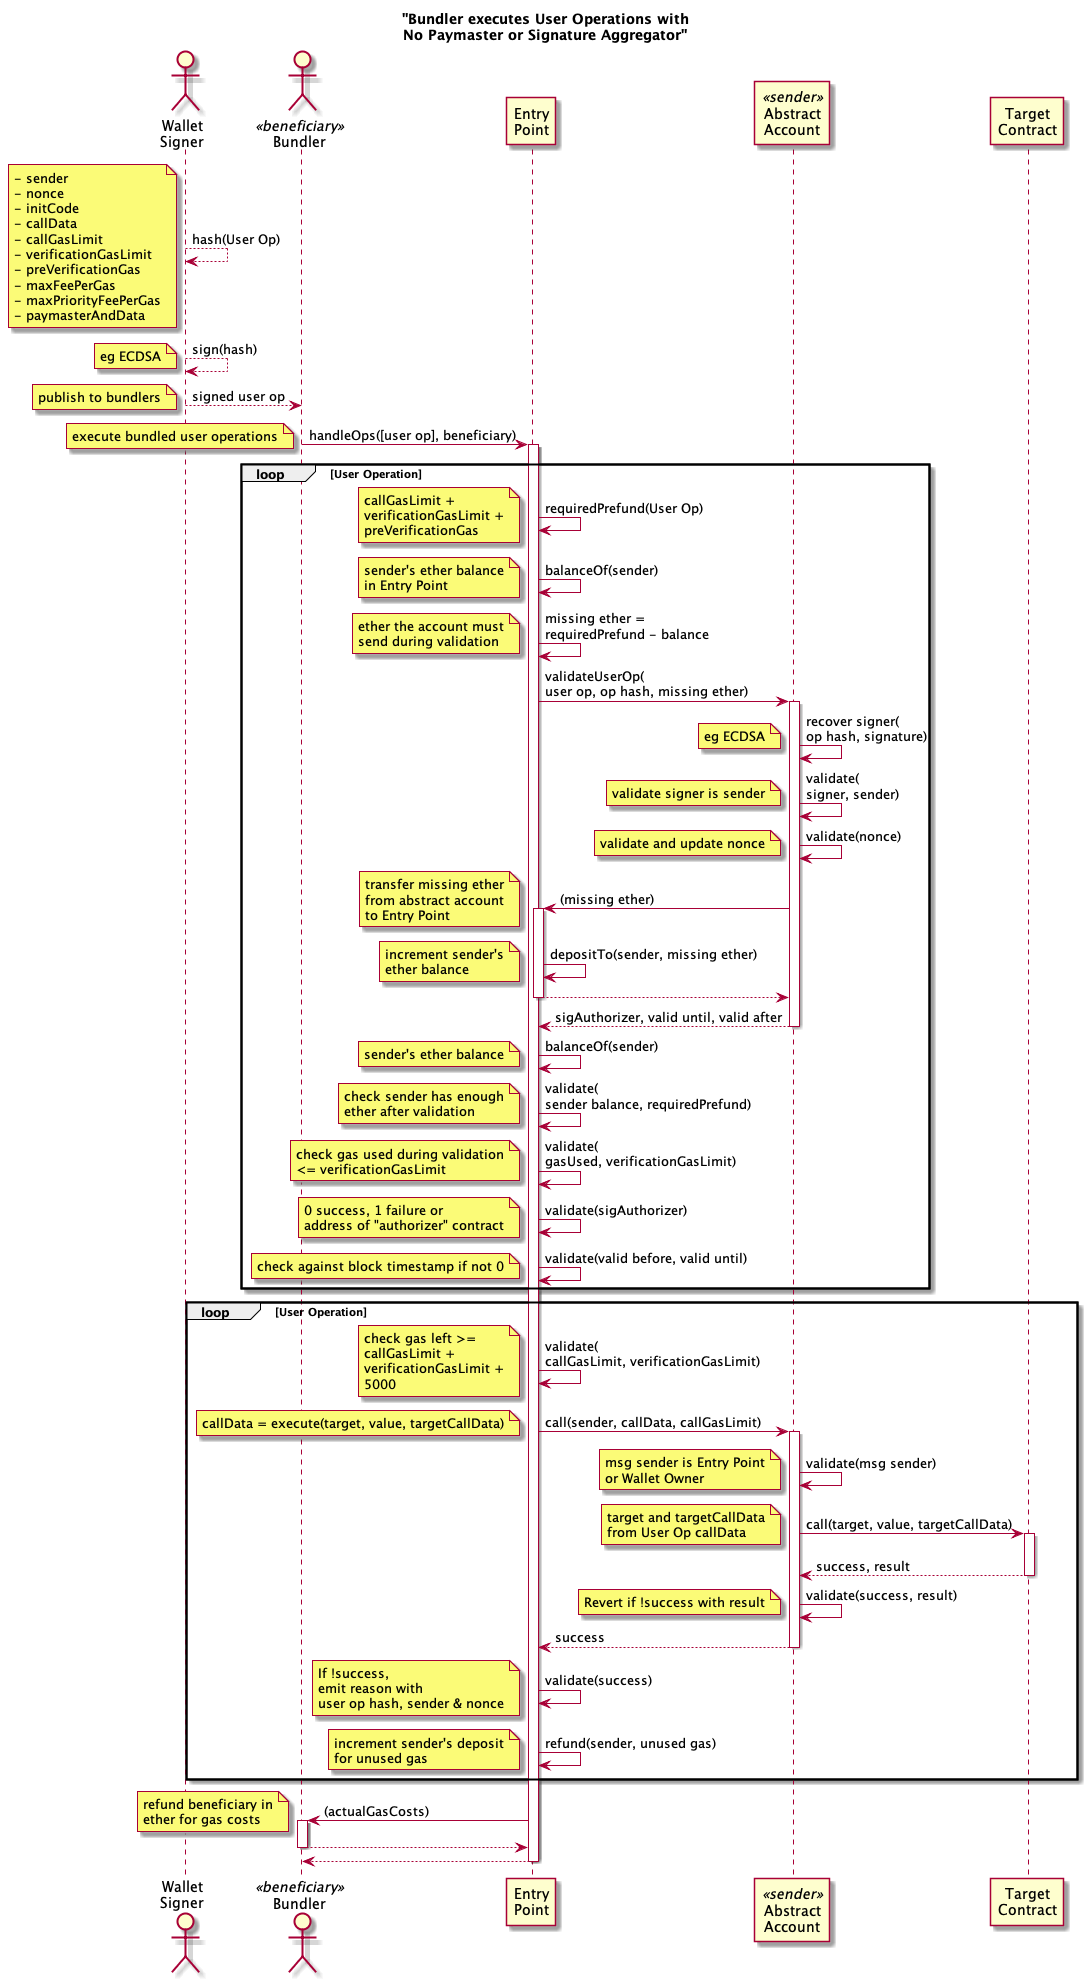 "Bundler executes User Operations with
No Paymaster or Signature Aggregator"
Wallet
Signer
«beneficiary»
Bundler
Entry
Point
«sender»
Abstract
Account
Target
Contract
- sender
- nonce
- initCode
- callData
- callGasLimit
- verificationGasLimit
- preVerificationGas
- maxFeePerGas
- maxPriorityFeePerGas
- paymasterAndData
hash(User Op)
eg ECDSA
sign(hash)
publish to bundlers
signed user op
execute bundled user operations
handleOps([user op], beneficiary)
loop
[User Operation]
callGasLimit +
verificationGasLimit +
preVerificationGas
requiredPrefund(User Op)
sender's ether balance
in Entry Point
balanceOf(sender)
ether the account must
send during validation
missing ether =
requiredPrefund - balance
validateUserOp(
user op, op hash, missing ether)
eg ECDSA
recover signer(
op hash, signature)
validate signer is sender
validate(
signer, sender)
validate and update nonce
validate(nonce)
transfer missing ether
from abstract account
to Entry Point
(missing ether)
increment sender's
ether balance
depositTo(sender, missing ether)
sigAuthorizer, valid until, valid after
sender's ether balance
balanceOf(sender)
check sender has enough
ether after validation
validate(
sender balance, requiredPrefund)
check gas used during validation
<= verificationGasLimit
validate(
gasUsed, verificationGasLimit)
0 success, 1 failure or
address of "authorizer" contract
validate(sigAuthorizer)
check against block timestamp if not 0
validate(valid before, valid until)
loop
[User Operation]
check gas left >=
callGasLimit +
verificationGasLimit +
5000
validate(
callGasLimit, verificationGasLimit)
callData = execute(target, value, targetCallData)
call(sender, callData, callGasLimit)
msg sender is Entry Point
or Wallet Owner
validate(msg sender)
target and targetCallData
from User Op callData
call(target, value, targetCallData)
success, result
Revert if !success with result
validate(success, result)
success
If !success,
emit reason with
user op hash, sender & nonce
validate(success)
increment sender's deposit
for unused gas
refund(sender, unused gas)
refund beneficiary in
ether for gas costs
(actualGasCosts)
Wallet
Signer
«beneficiary»
Bundler
Entry
Point
«sender»
Abstract
Account
Target
Contract